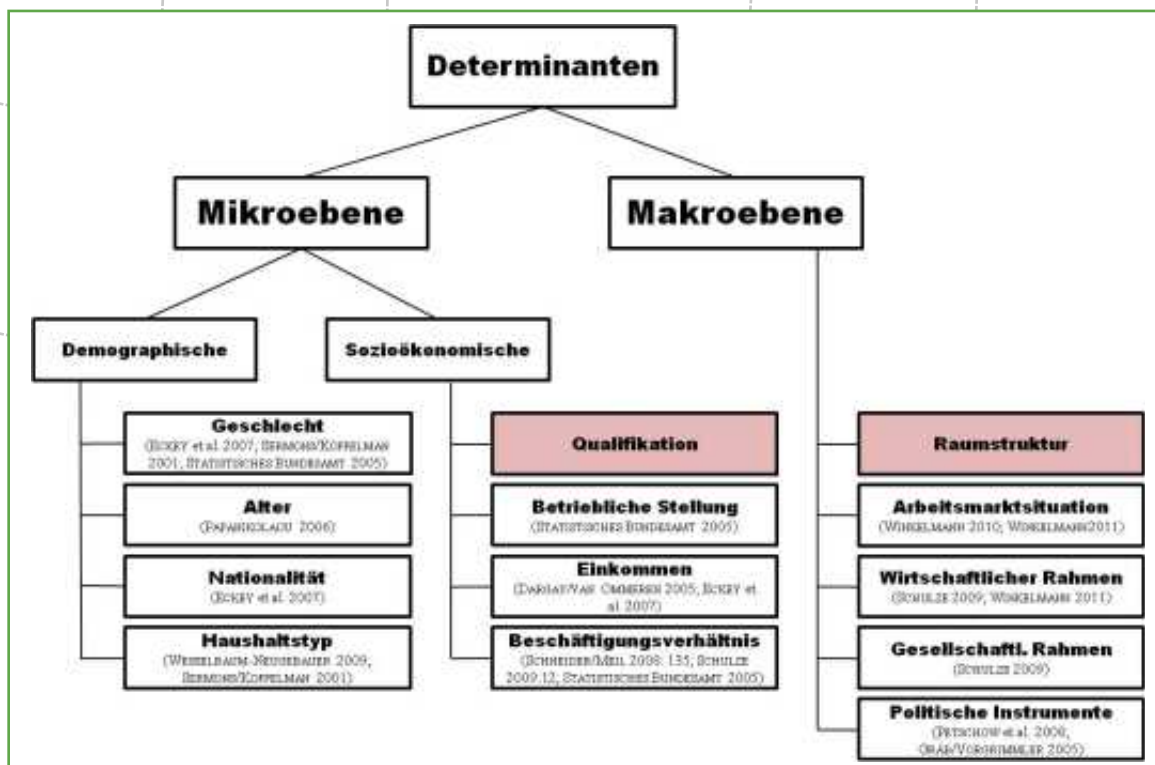 Determinanten
Mikroebene
Makroebene
Demographische
Sozioökonomische
Geschlecht
(ECKEY et al. 2007, SERMONS/KOPPELMAN
2001, STATISTISCHES BUNDESAMT 2005)
Alter
(PAPANIKOLAOU 2006)
Nationalität
(ECKEY et al. 2007)
Haushaltstyp
(WESSELBAUM-NEUGEBAUER 2009,
SERMONS/KOPPELMAN 2001)
Qualifikation
Betriebliche Stellung
(STATISTISCHES BUNDESAMT 2005)
Einkommen
(DARGAY/VAN OMMEREN 2005, ECKEY et.
al. 2007)
Beschäftigungsverhältnis
(SCHNEIDER/MEIL 2008: 135, SCHULZE
2009:12, STATISTISCHES BUNDESAMT 2005)
Raumstruktur
Arbeitsmarktsituation
(WINKELMANN 2010; WINKELMANN2011)
Wirtschaftlicher Rahmen
(SCHULZE 2009; WINKELMANN 2011)
Gesellschaftl. Rahmen
(SCHULZE 2009)
Politische Instrumente
(PETSCHOW et al. 2008;
GRÄB/VORGRIMMLER 2005)